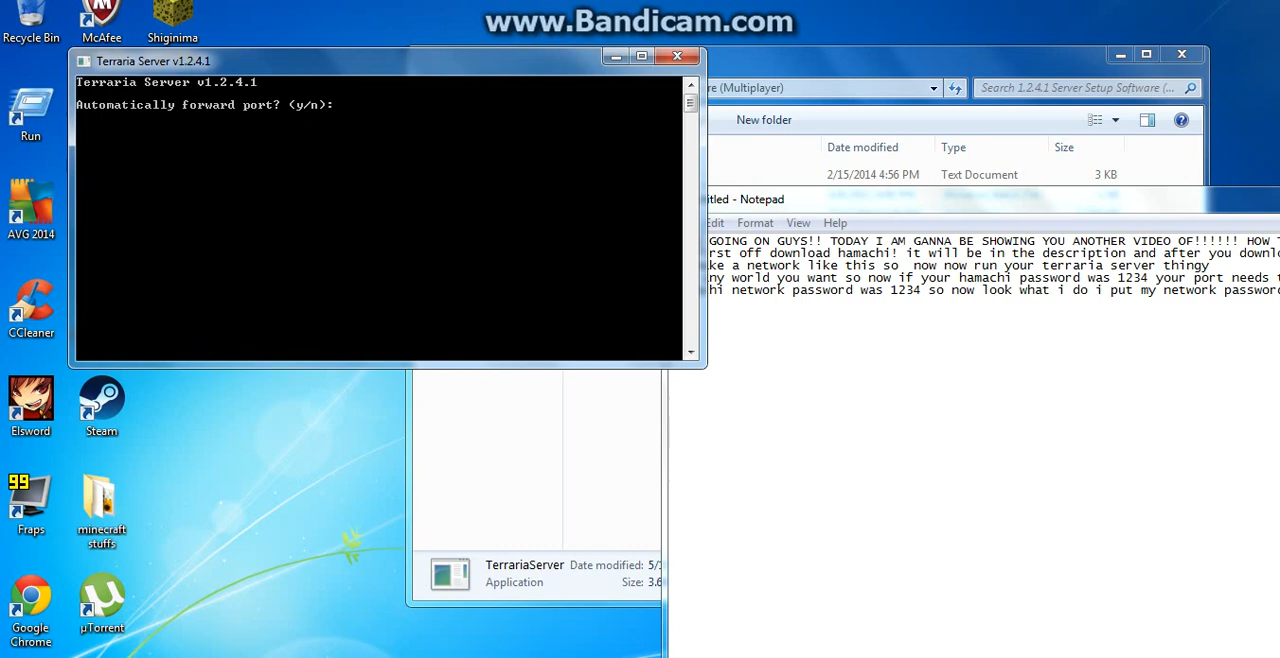 www.Bandicam.com
Recycle Bin
McAfee
Shiginima
Terraria Server v1.2.4.1
Terraria Server v1.2.4.1
Automatically forward port? (y/n):
re (Multiplayer)
Search 1.2.4.1 Server Setup Software (...
New folder
Date modified
Type
Size
2/15/2014 4:56 PM
Text Document
3 KB
Run
AVG 2014
CCleaner
Elsword
Steam
99
Fraps
minecraft
stuffs
Google
Chrome
µTorrent
titled - Notepad
Edit
Format
View
Help
GOING ON GUYS!! TODAY I AM GANNA BE SHOWING YOU ANOTHER VIDEO OF!!!!!! HOW T
rst off download hamachi! it will be in the description and after you downlo
ke a network like this so  now now run your terraria server thingy
ny world you want so now if your hamachi password was 1234 your port needs t
hi network password was 1234 so now look what i do i put my network password
TerrariaServer
Date modified: 5/
Application
Size: 3.6